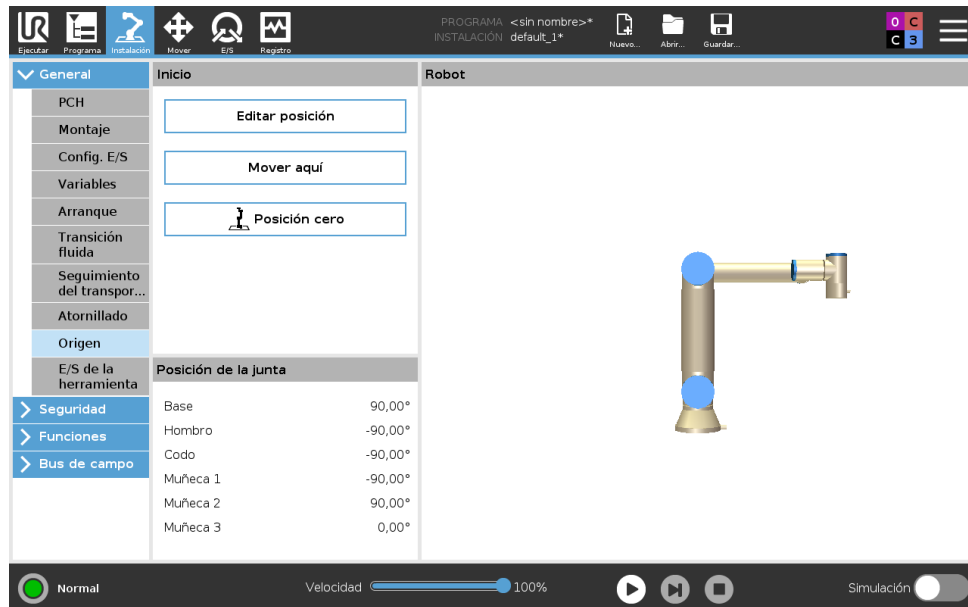 UR
PROGRAMA <sin nombre>*
INSTALACIÓN default_1*
Ejecutar Programa Instalación Mover E/S Registro Nuevo... Abrir... Guardar...
0 C
C 3
General
PCH
Montaje
Config. E/S
Variables
Arranque
Transición
fluida
Seguimiento
del transpor...
Atornillado
Origen
E/S de la
herramienta
Seguridad
Funciones
Bus de campo
Inicio
Editar posición
Mover aquí
Posición cero
Posición de la junta
Base 90,00°
Hombro -90,00°
Codo -90,00°
Muñeca 1 -90,00°
Muñeca 2 90,00°
Muñeca 3 0,00°
Robot
Normal
Velocidad 100%
Simulación